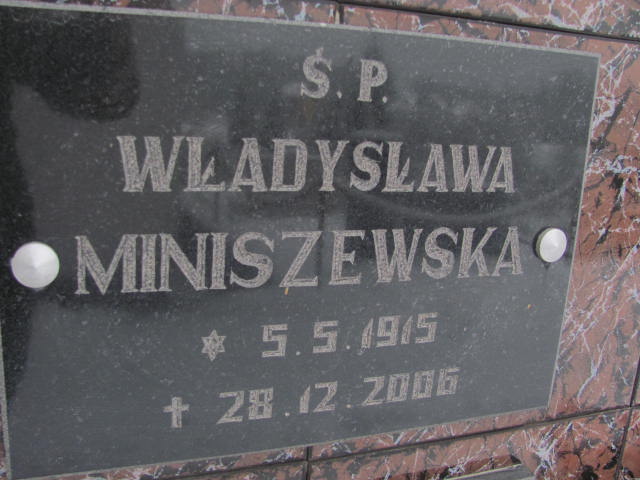 Ś.P.
WŁADYSŁAWA
MINISZEWSKA
✶ 5.5.1915
✝ 28.12.2006